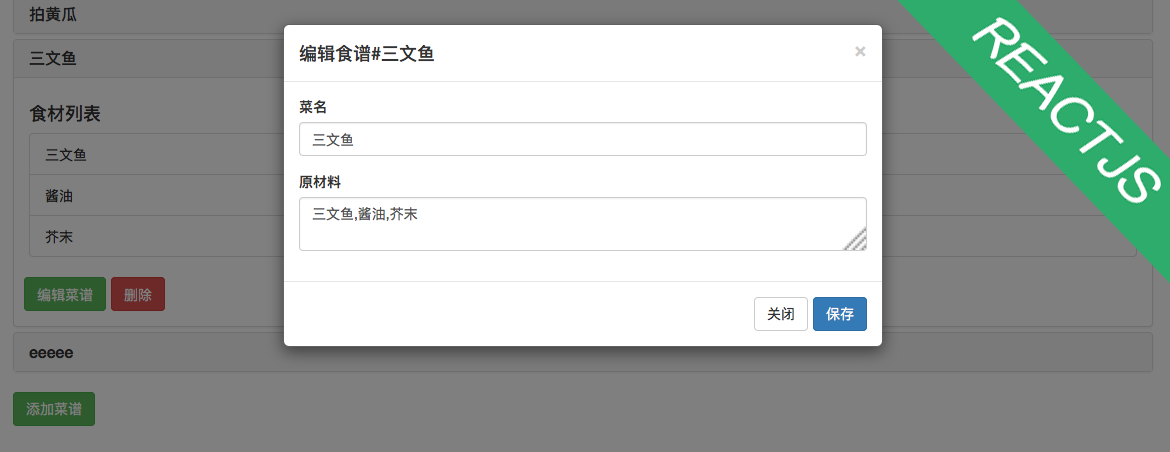 拍黄瓜
三文鱼
食材列表
三文鱼
酱油
芥末
编辑菜谱 删除
eeeee
添加菜谱
编辑食谱#三文鱼 ×
菜名
三文鱼
原材料
三文鱼,酱油,芥末
关闭 保存
REACTJS